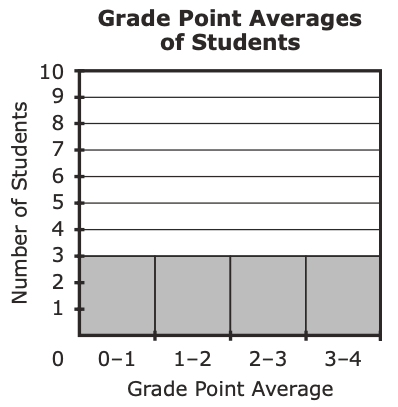 Grade Point Averages
of Students
Number of Students
10
9
8
7
6
5
4
3
2
1
0
0–1 1–2 2–3 3–4
Grade Point Average